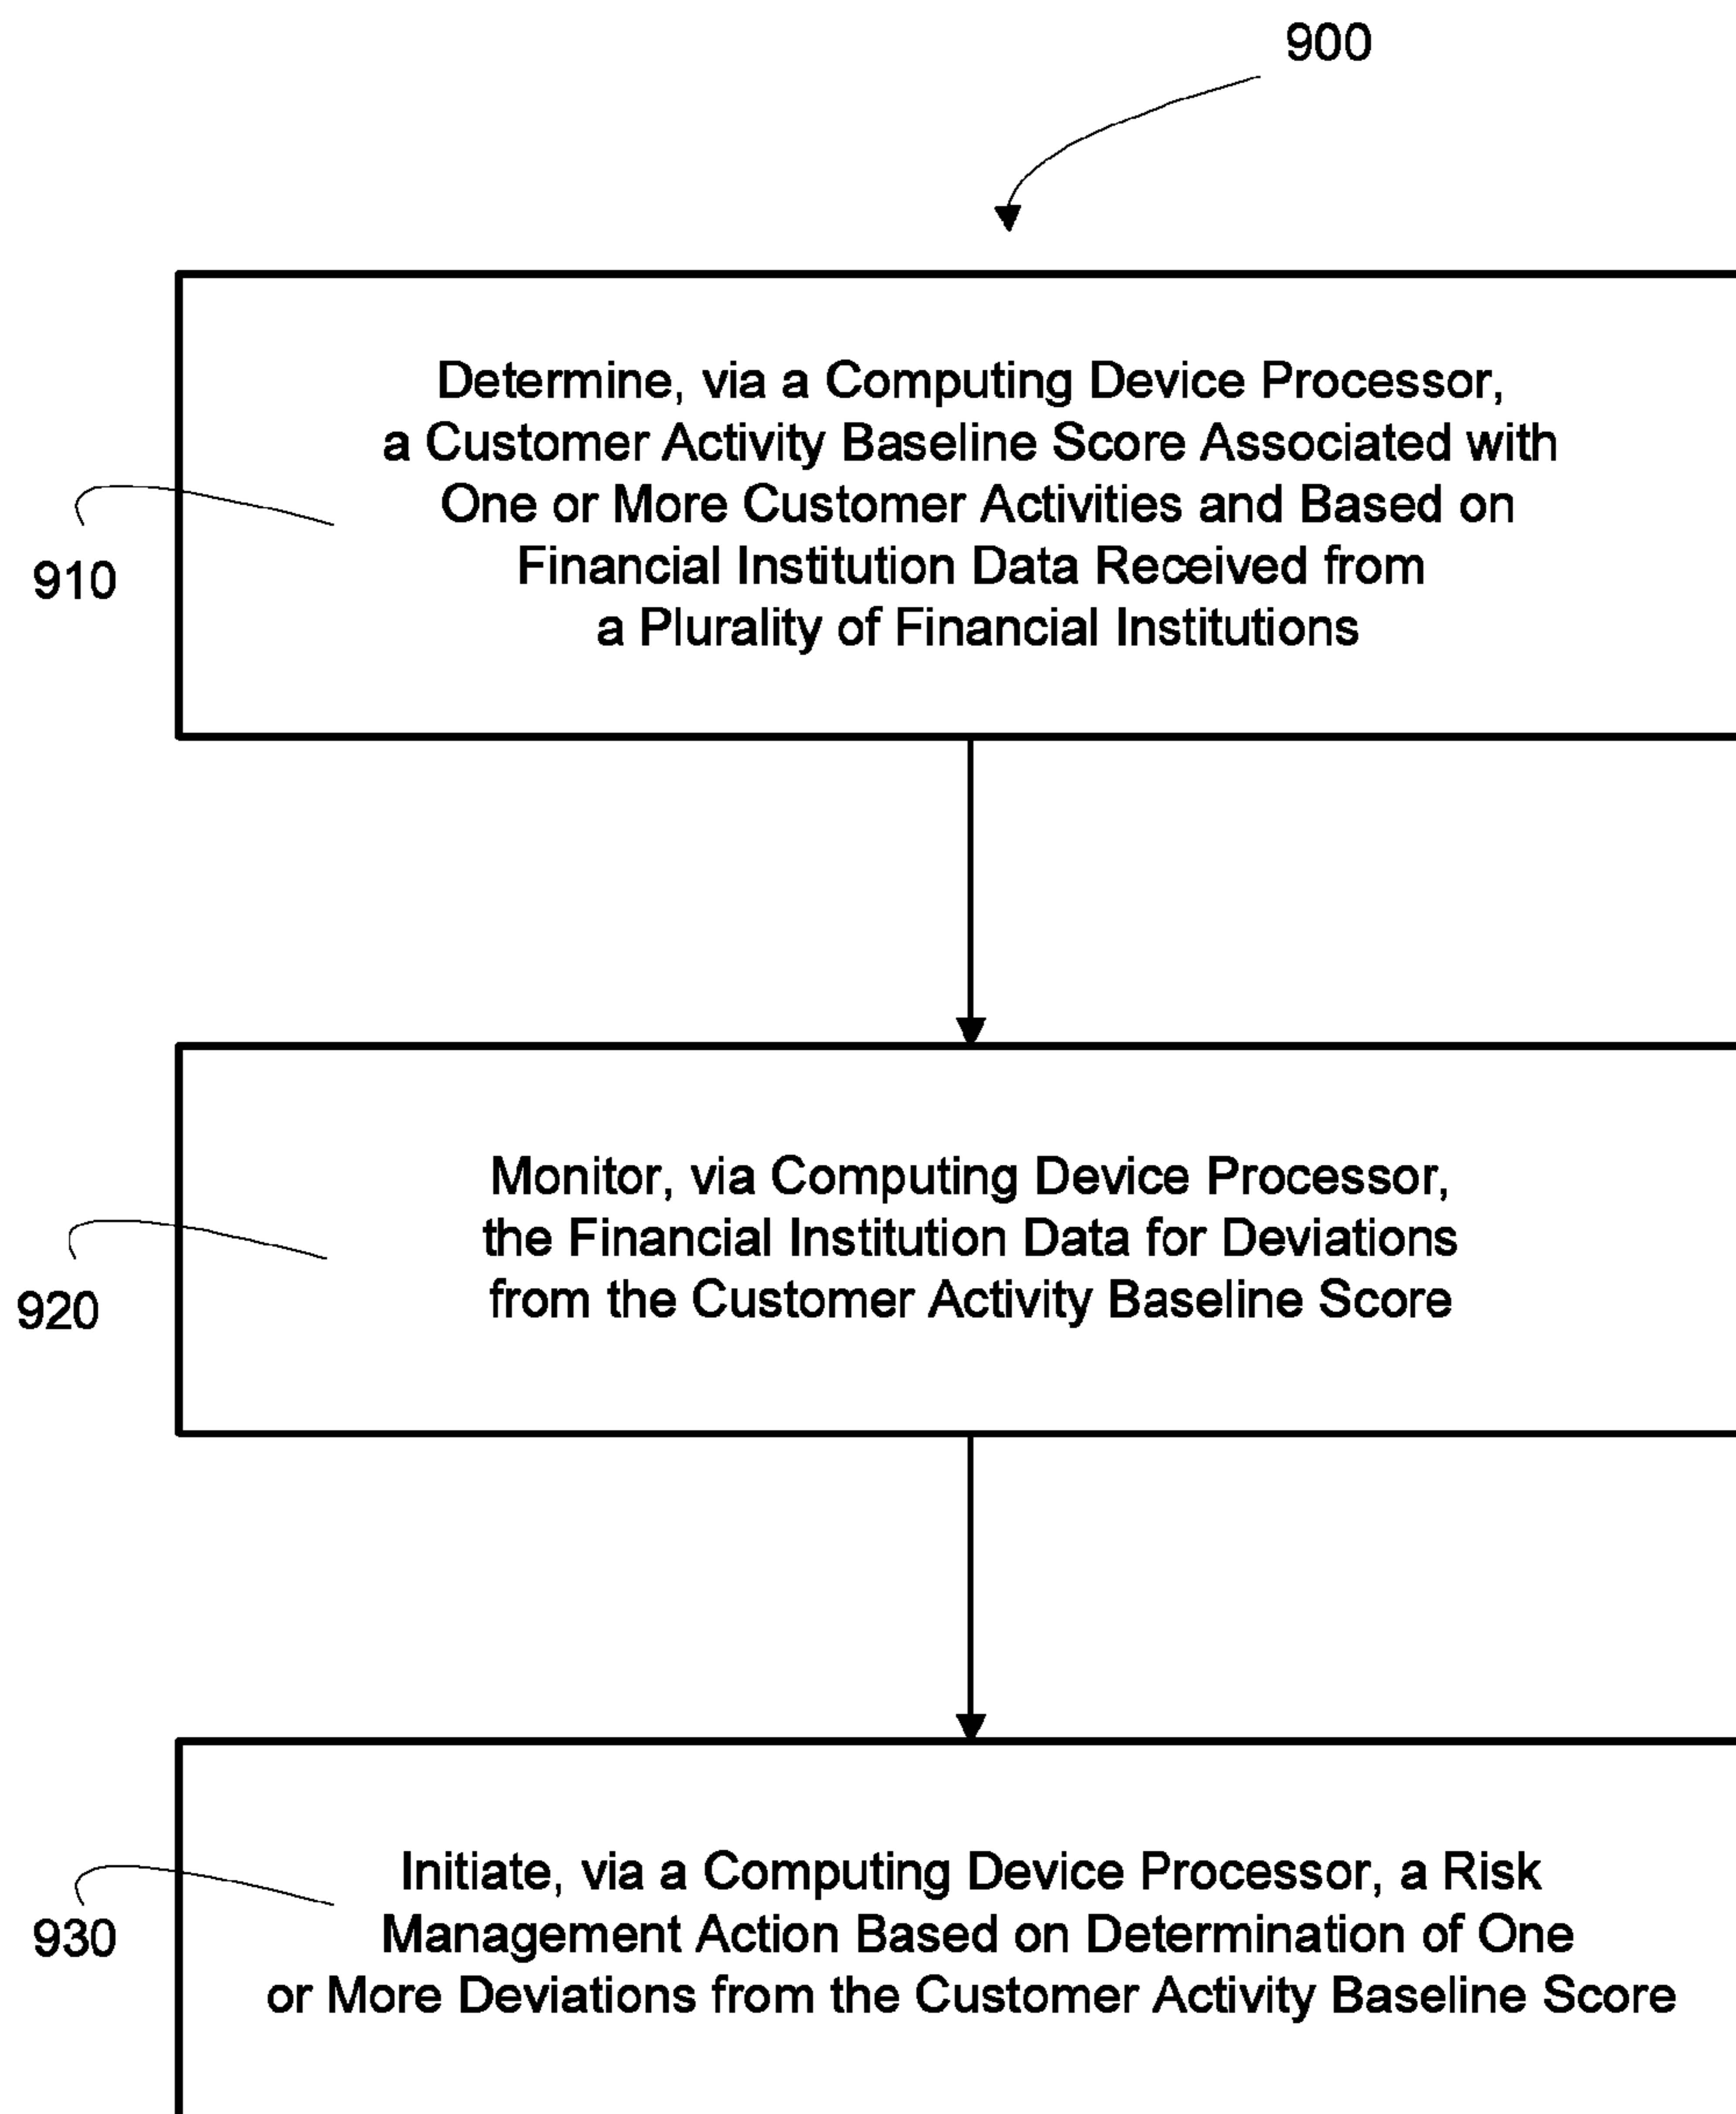 900
Determine, via a Computing Device Processor,
a Customer Activity Baseline Score Associated with
One or More Customer Activities and Based on
Financial Institution Data Received from
a Plurality of Financial Institutions
910
Monitor, via Computing Device Processor,
the Financial Institution Data for Deviations
from the Customer Activity Baseline Score
920
Initiate, via a Computing Device Processor, a Risk
Management Action Based on Determination of One
or More Deviations from the Customer Activity Baseline Score
930